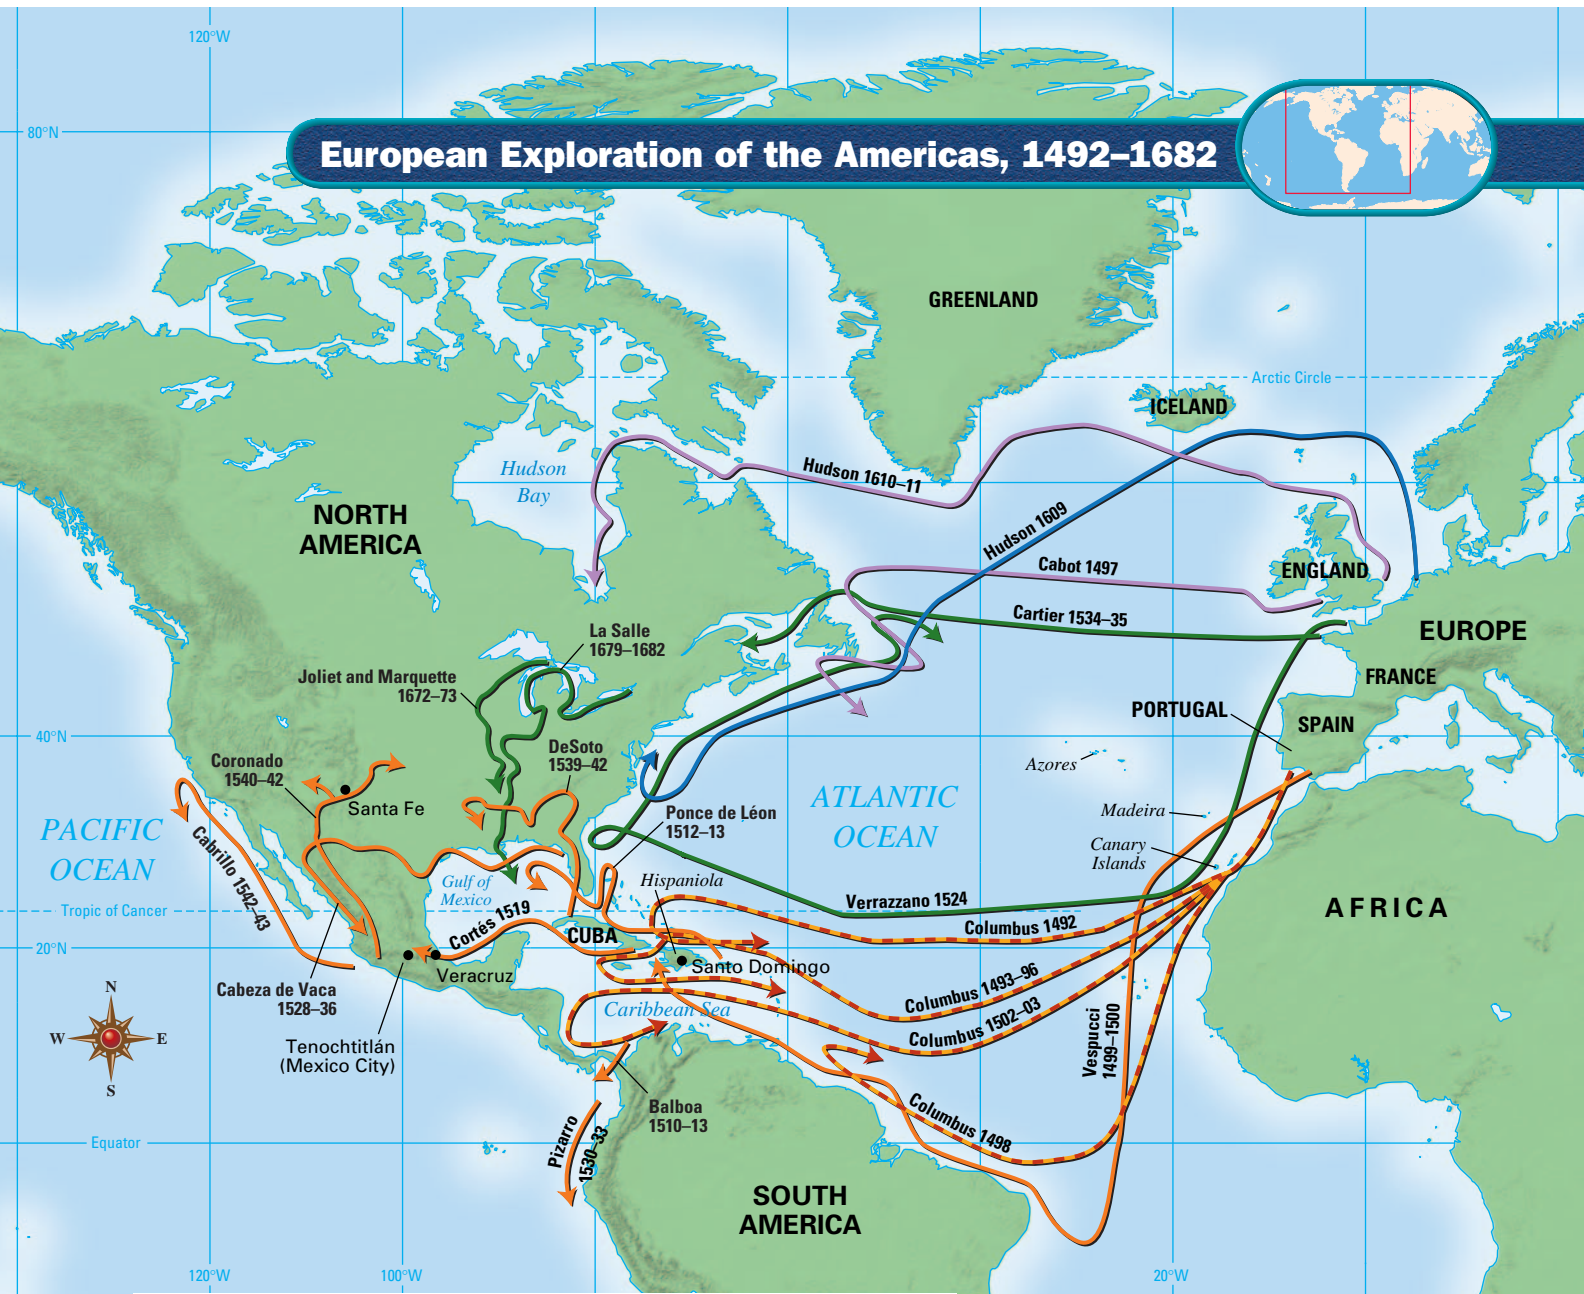 120°W
80°N
European Exploration of the Americas, 1492–1682
GREENLAND
Arctic Circle
ICELAND
Hudson
Bay
Hudson 1610–11
NORTH
AMERICA
Hudson 1609
Cabot 1497
ENGLAND
Cartier 1534–35
EUROPE
La Salle
1679–1682
Joliet and Marquette
1672–73
FRANCE
PORTUGAL
SPAIN
40°N
Coronado
1540–42
DeSoto
1539–42
Azores
Santa Fe
ATLANTIC
OCEAN
Ponce de Léon
1512–13
Madeira
PACIFIC
OCEAN
Cabrillo 1542–43
Canary
Islands
Gulf of
Mexico
Hispaniola
Verrazzano 1524
Tropic of Cancer
Cortés 1519
Columbus 1492
AFRICA
CUBA
20°N
Veracruz
Santo Domingo
Columbus 1493–96
Cabeza de Vaca
1528–36
Caribbean Sea
Columbus 1502–03
N
W
E
S
Tenochtitlán
(Mexico City)
Vespucci
1499–1500
Balboa
1510–13
Columbus 1498
Equator
Pizarro
1530–33
SOUTH
AMERICA
120°W
100°W
20°W